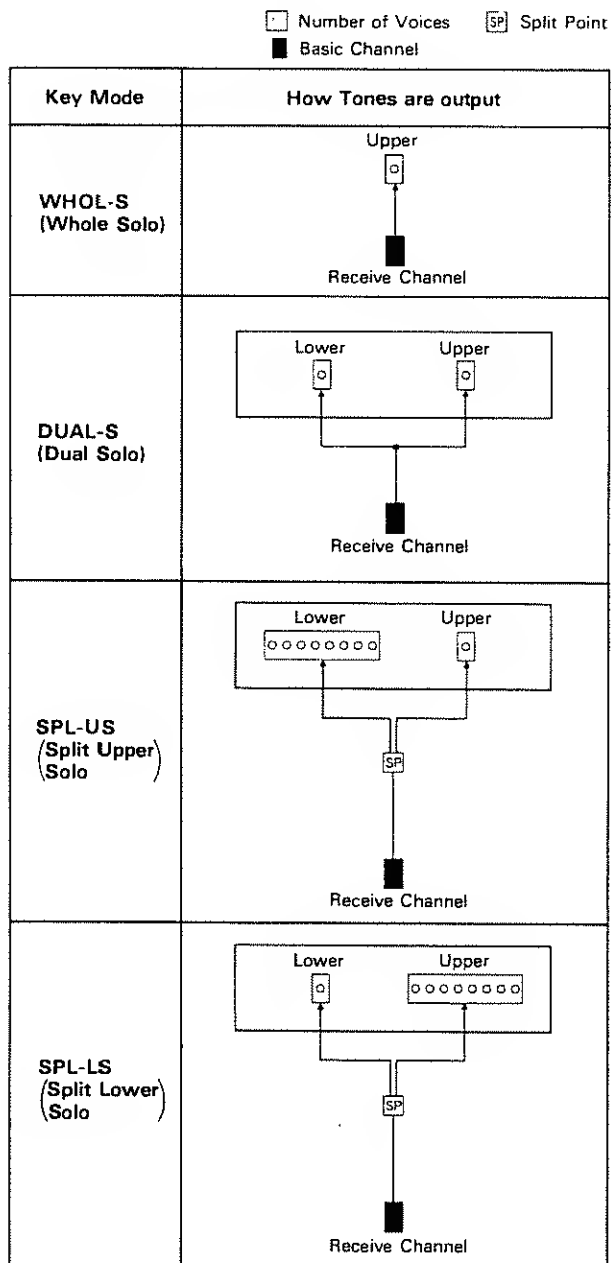 Number of Voices SP Split Point
Basic Channel
Key Mode How Tones are output
WHOL-S
(Whole Solo)
Upper
Receive Channel
DUAL-S
(Dual Solo)
Lower Upper
Receive Channel
SPL-US
(Split Upper)
Solo
Lower Upper
SP
Receive Channel
SPL-LS
(Split Lower)
Solo
Lower Upper
SP
Receive Channel